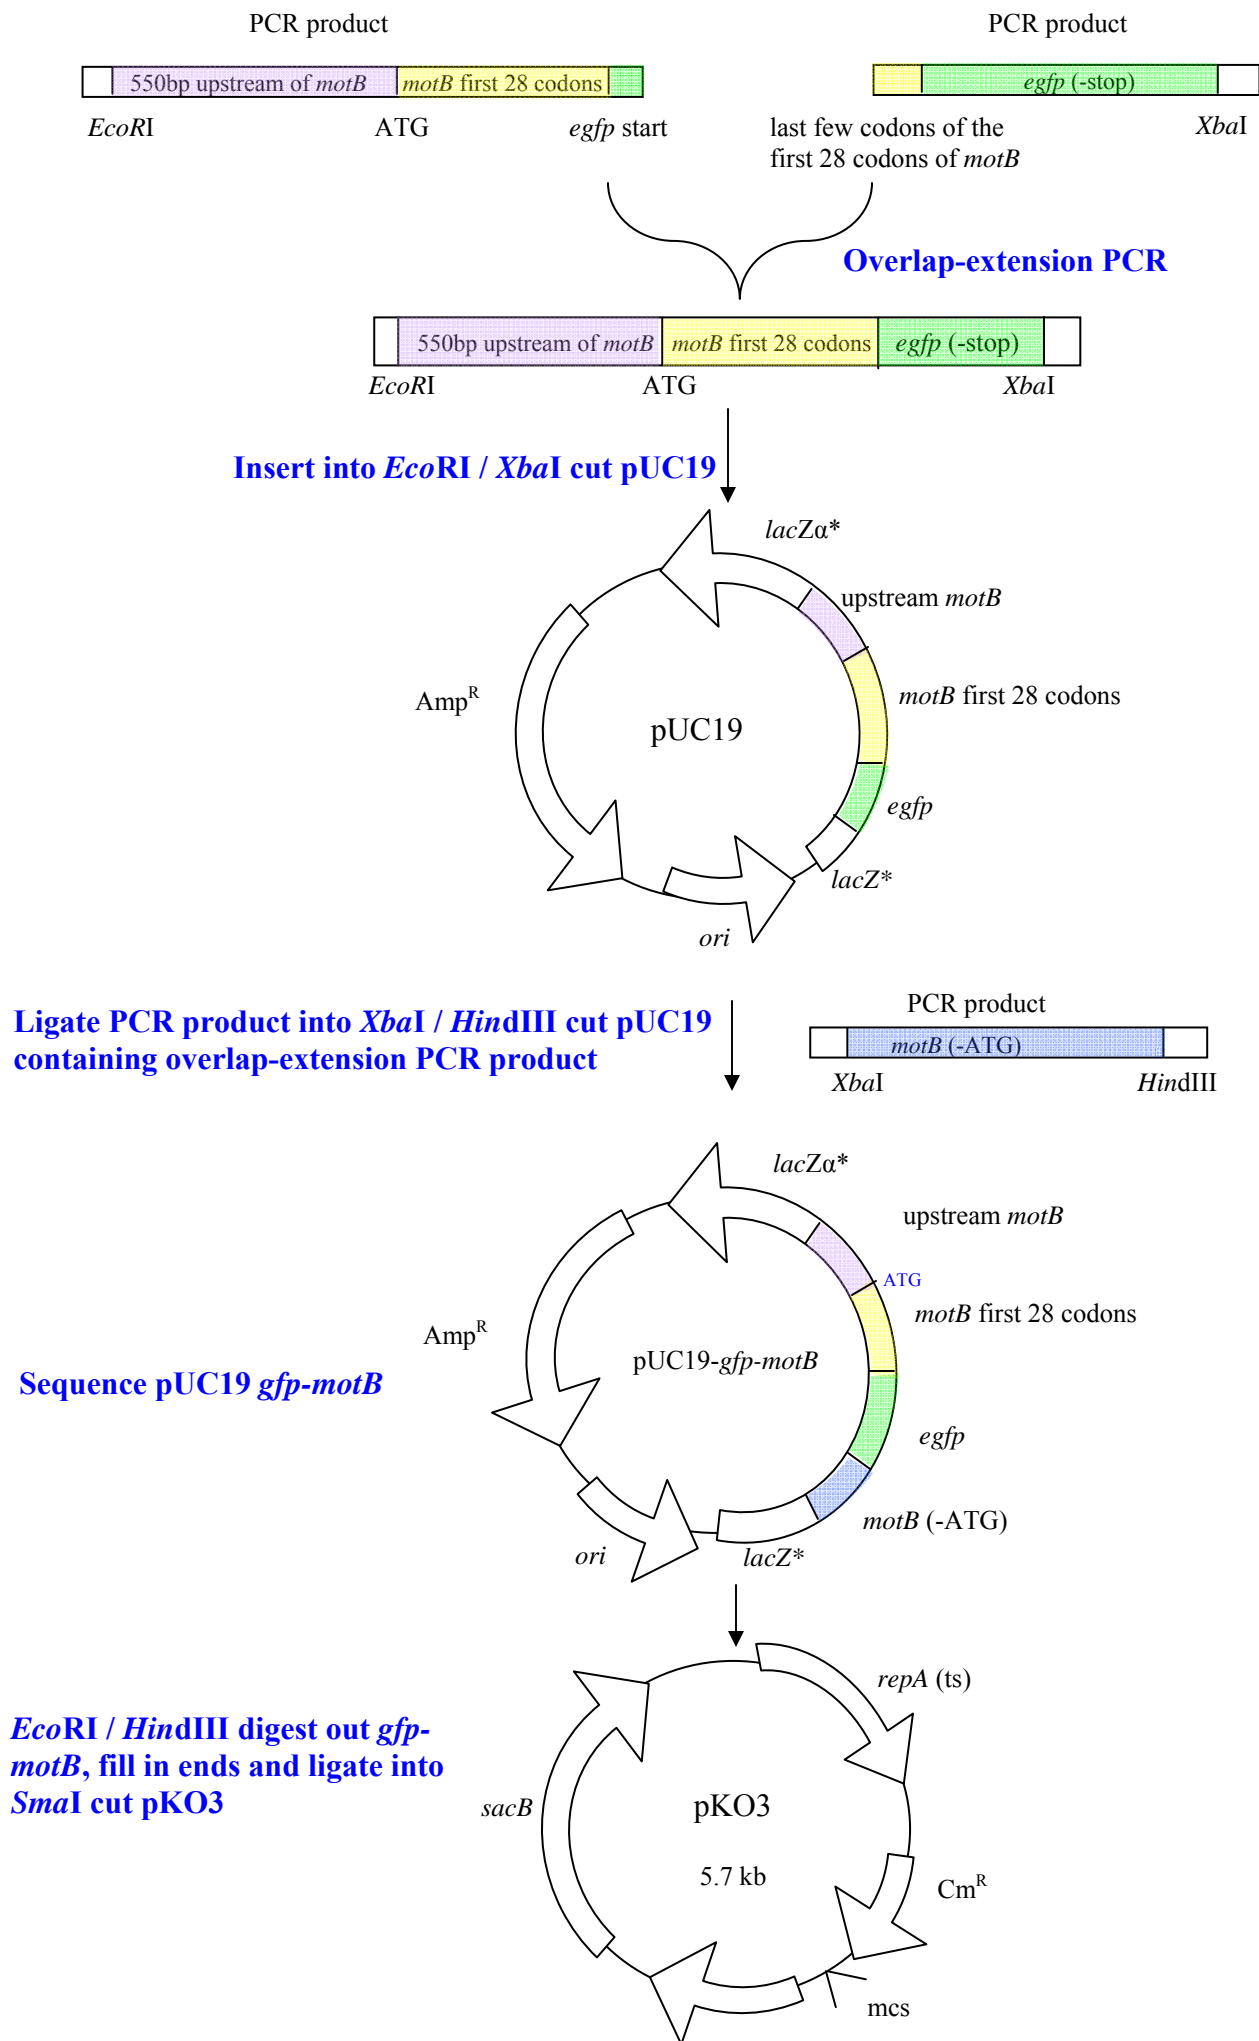 PCR product
PCR product
550bp upstream of motB
motB first 28 codons
egfp (-stop)
EcoRI
ATG
egfp start
last few codons of the
first 28 codons of motB
XbaI
Overlap-extension PCR
550bp upstream of motB
motB first 28 codons
egfp (-stop)
EcoRI
ATG
XbaI
Insert into EcoRI / XbaI cut pUC19
lacZα*
upstream motB
Amp^R
motB first 28 codons
pUC19
egfp
lacZ*
ori
Ligate PCR product into XbaI / HindIII cut pUC19
containing overlap-extension PCR product
PCR product
motB (-ATG)
XbaI
HindIII
lacZα*
upstream motB
ATG
motB first 28 codons
Amp^R
pUC19-gfp-motB
Sequence pUC19 gfp-motB
egfp
motB (-ATG)
ori
lacZ*
repA (ts)
EcoRI / HindIII digest out gfp-
motB, fill in ends and ligate into
SmaI cut pKO3
sacB
pKO3
5.7 kb
Cm^R
mcs